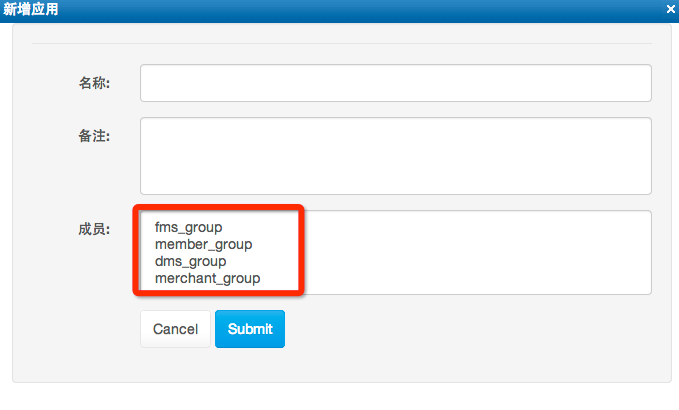 新增应用
名称:
备注:
成员:
fms_group
member_group
dms_group
merchant_group
Cancel Submit